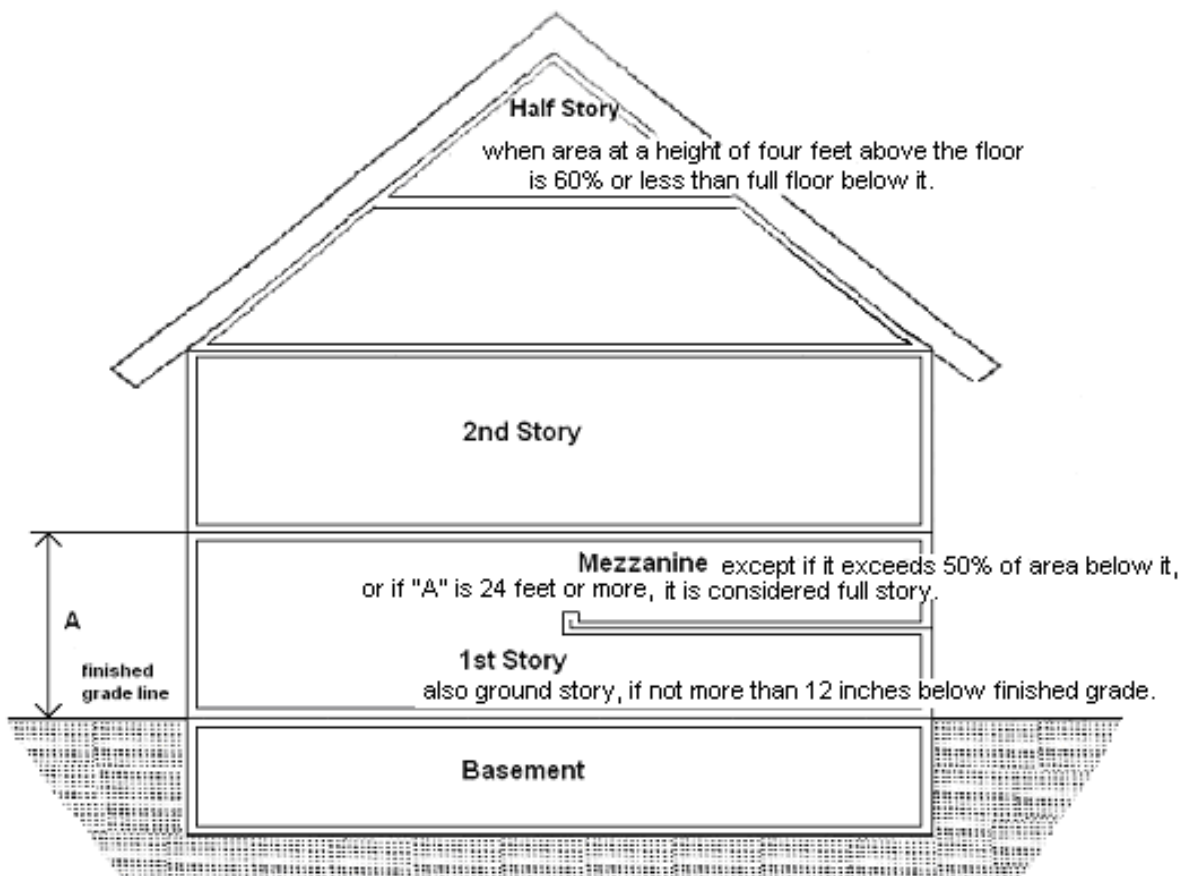 Half Story
when area at a height of four feet above the floor
is 60% or less than full floor below it.
2nd Story
Mezzanine except if it exceeds 50% of area below it,
or if "A" is 24 feet or more, it is considered full story.
A
1st Story
finished
grade line
also ground story, if not more than 12 inches below finished grade.
Basement